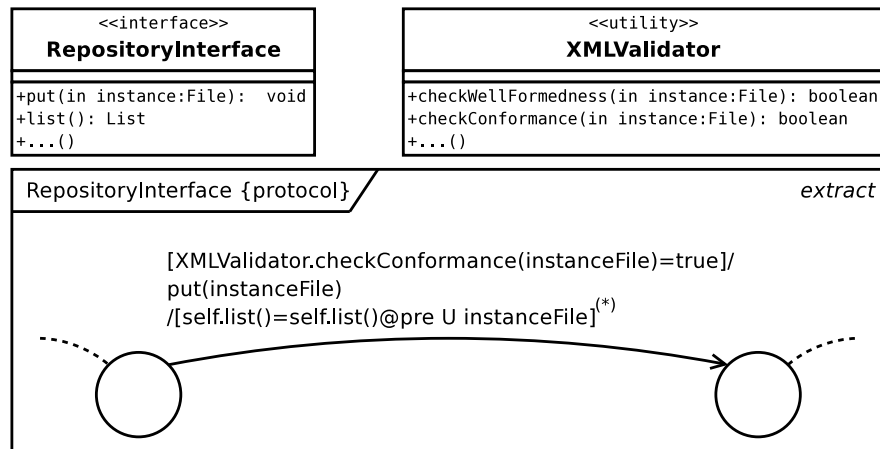 <<interface>>
RepositoryInterface
+put(in instance:File): void
+list(): List
+...()
<<utility>>
XMLValidator
+checkWellFormedness(in instance:File): boolean
+checkConformance(in instance:File): boolean
+...()
RepositoryInterface {protocol}
extract
[XMLValidator.checkConformance(instanceFile)=true]/
put(instanceFile)
/[self.list()=self.list()@pre U instanceFile](*)